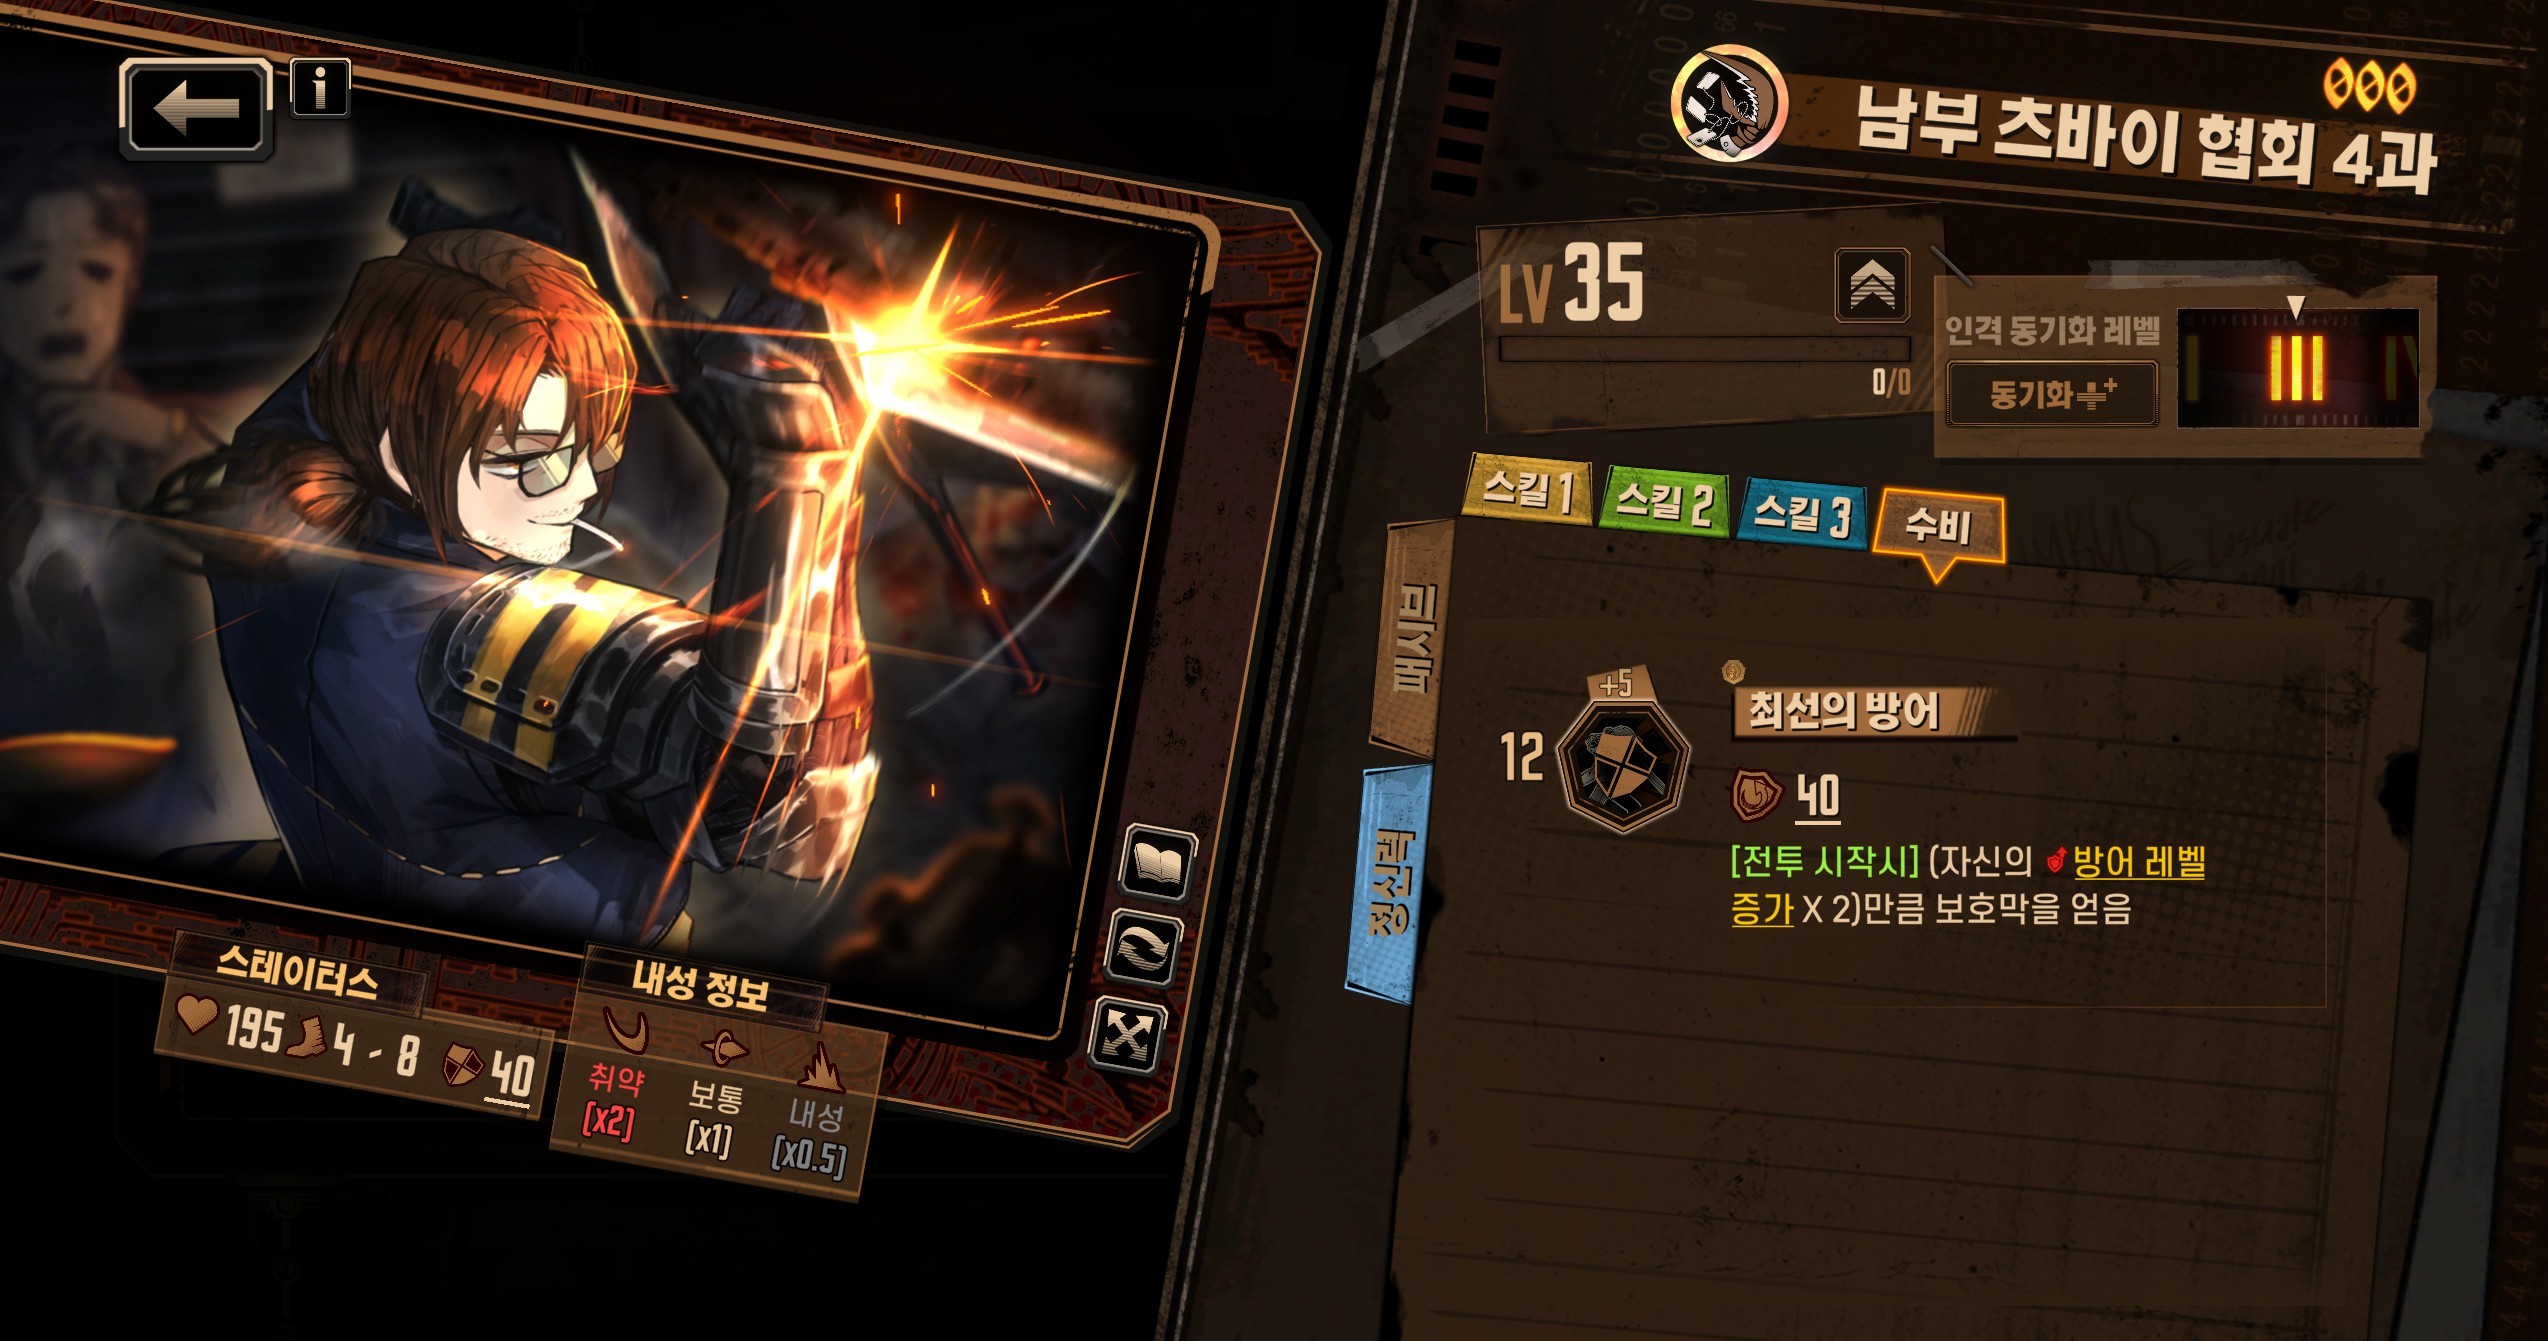 남부 츠바이 협회 4과
LV 35
0/0
인격 동기화 레벨
동기화
III
스킬 1
스킬 2
스킬 3
수비
패시브
정신력
+5
12
최선의 방어
40
[전투 시작시] (자신의 방어 레벨
증가 X 2)만큼 보호막을 얻음
스테이터스
195
4 - 8
40
내성 정보
취약
[x2]
보통
[x1]
내성
[x0.5]